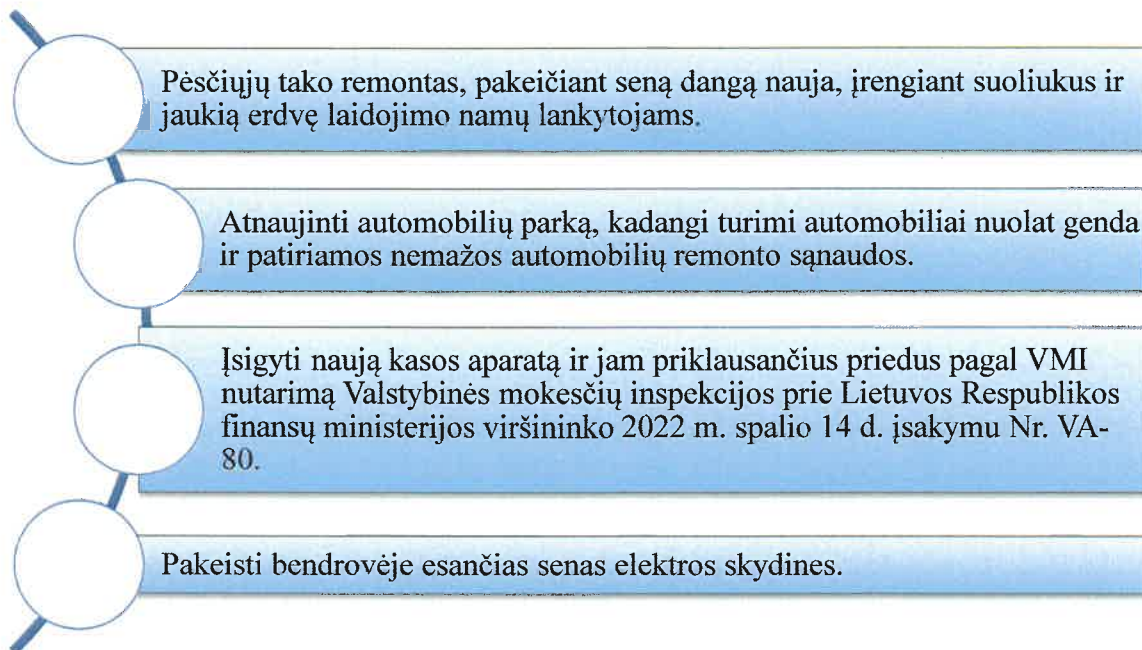 Pėsčiųjų tako remontas, pakeičiant seną dangą nauja, įrengiant suoliukus ir
jaukią erdvę laidojimo namų lankytojams.
Atnaujinti automobilių parką, kadangi turimi automobiliai nuolat genda
ir patiriamos nemažos automobilių remonto sąnaudos.
Įsigyti naują kasos aparatą ir jam priklausančius priedus pagal VMI
nutarimą Valstybinės mokesčių inspekcijos prie Lietuvos Respublikos
finansų ministerijos viršininko 2022 m. spalio 14 d. įsakymu Nr. VA-
80.
Pakeisti bendrovėje esančias senas elektros skydines.